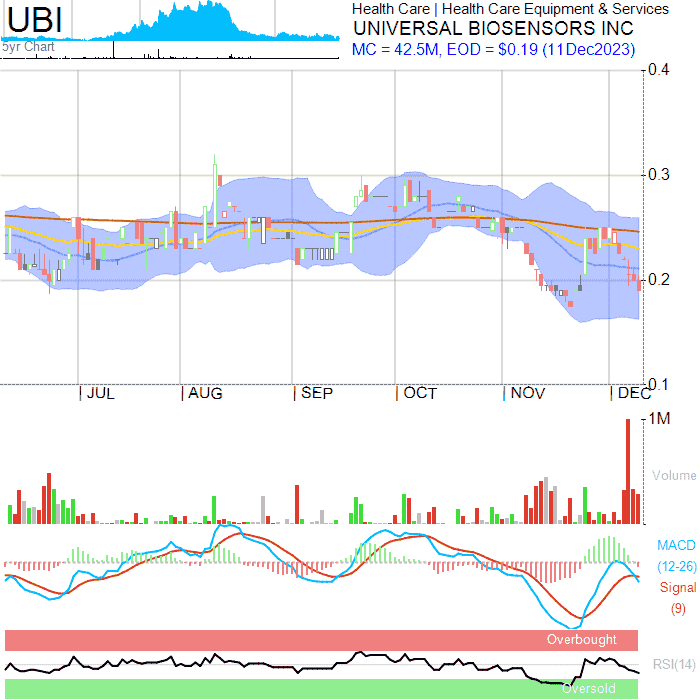 UBI
5yr Chart
Health Care | Health Care Equipment & Services
UNIVERSAL BIOSENSORS INC
MC = 42.5M, EOD = $0.19 (11Dec2023)
0.4
0.3
0.2
0.1
| JUL | AUG | SEP | OCT | NOV | DEC
1M
Volume
MACD
(12-26)
Signal
(9)
Overbought
RSI(14)
Oversold